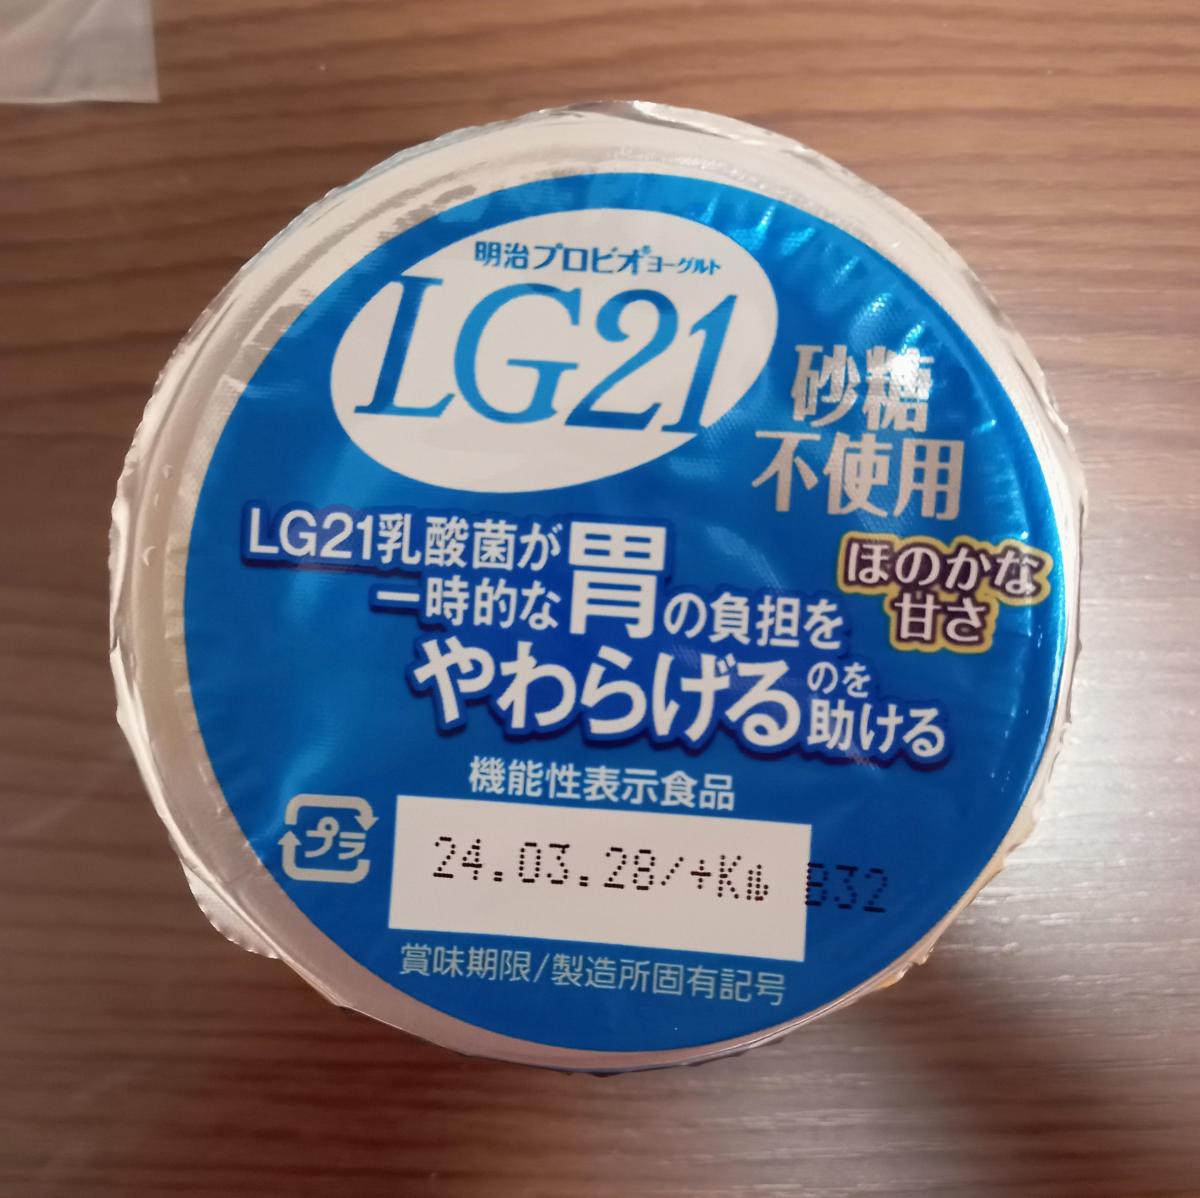 明治プロビオ®ヨーグルト
LG21
砂糖
不使用
LG21乳酸菌が
一時的な胃の負担を
やわらげるのを
助ける
ほのかな
甘さ
機能性表示食品
プラ
24.03.28/+K B32
賞味期限/製造所固有記号